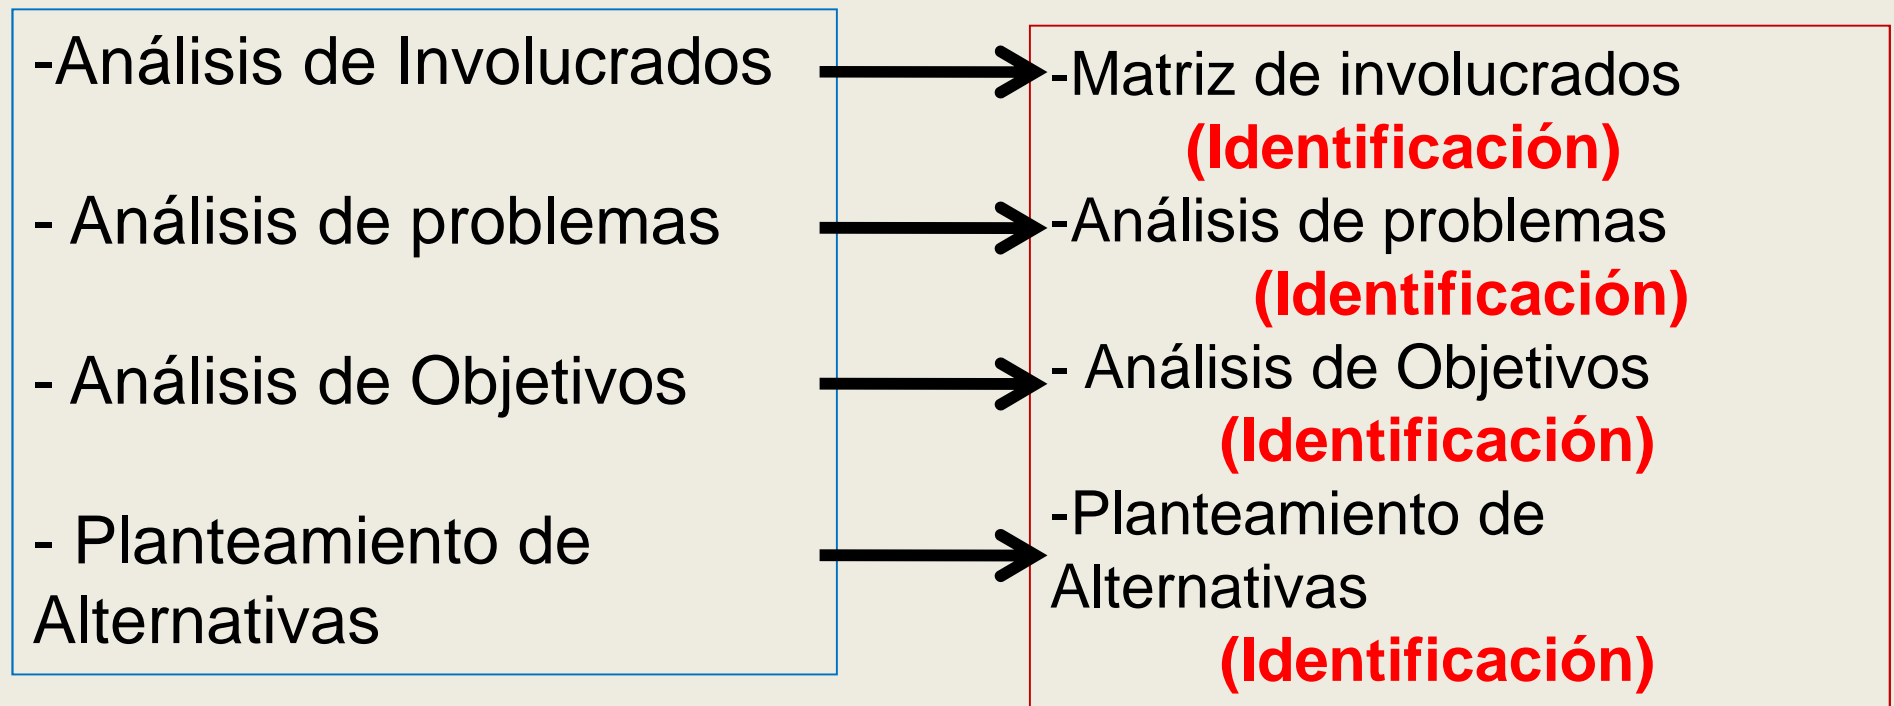 -Análisis de Involucrados
- Análisis de problemas
- Análisis de Objetivos
- Planteamiento de
Alternativas
-Matriz de involucrados
(Identificación)
-Análisis de problemas
(Identificación)
- Análisis de Objetivos
(Identificación)
-Planteamiento de
Alternativas
(Identificación)